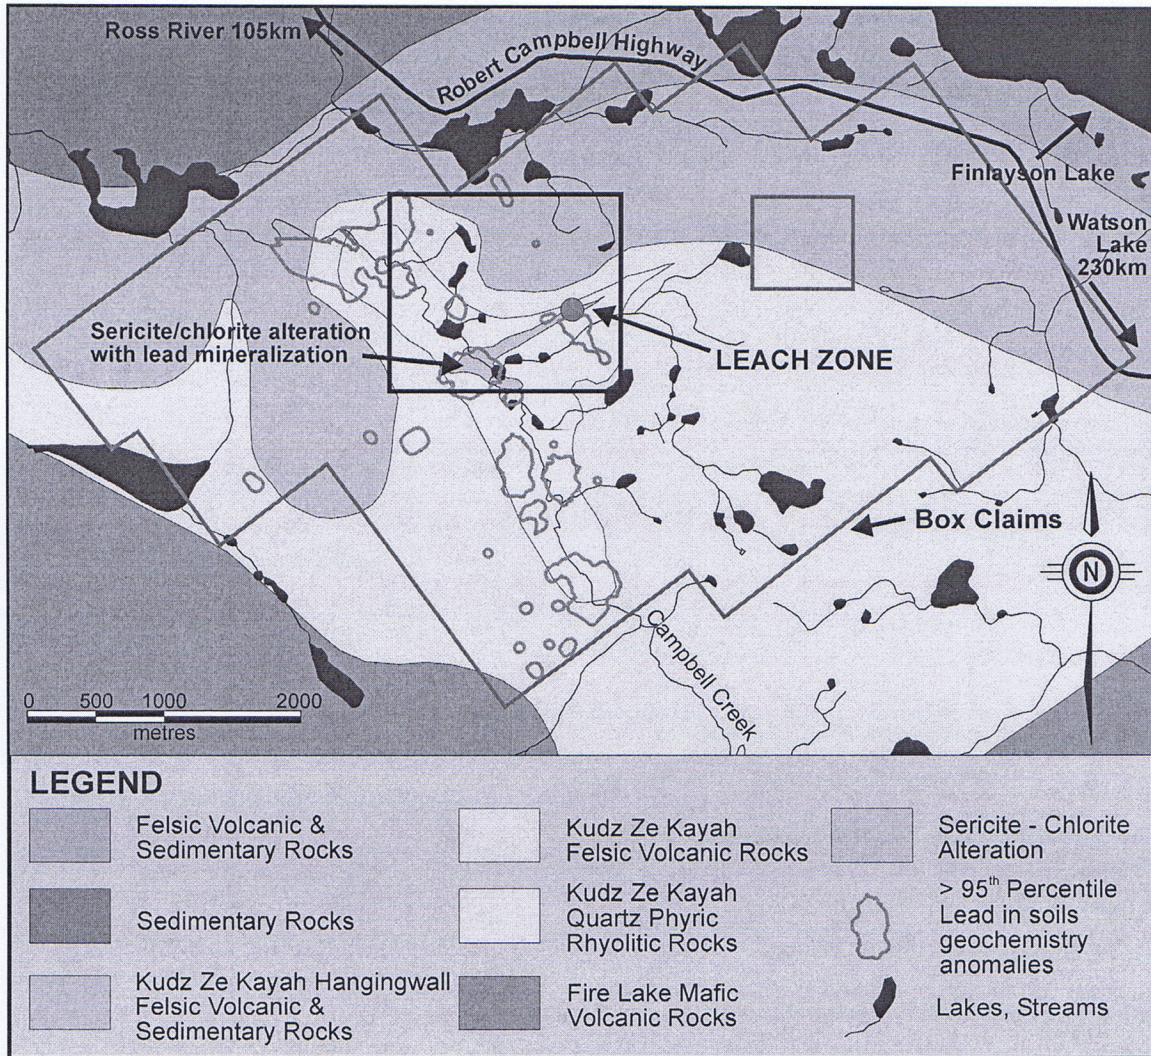 Ross River 105km
Robert Campbell Highway
Finlayson Lake
Watson
Lake
230km
Sericite/chlorite alteration
with lead mineralization
LEACH ZONE
Box Claims
N
Campbell Creek
0 500 1000 2000
metres
LEGEND
Felsic Volcanic &
Sedimentary Rocks
Sedimentary Rocks
Kudz Ze Kayah Hangingwall
Felsic Volcanic &
Sedimentary Rocks
Kudz Ze Kayah
Felsic Volcanic Rocks
Kudz Ze Kayah
Quartz Phyric
Rhyolitic Rocks
Fire Lake Mafic
Volcanic Rocks
Sericite - Chlorite
Alteration
> 95th Percentile
Lead in soils
geochemistry
anomalies
Lakes, Streams